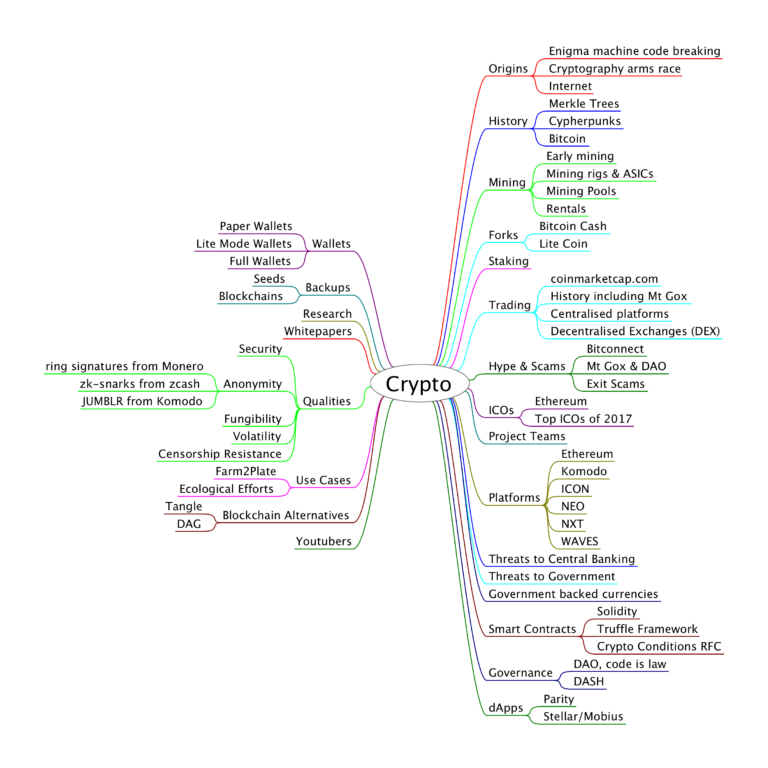 Crypto
Origins
Enigma machine code breaking
Cryptography arms race
Internet
History
Merkle Trees
Cypherpunks
Bitcoin
Mining
Early mining
Mining rigs & ASICs
Mining Pools
Rentals
Forks
Bitcoin Cash
Lite Coin
Staking
Trading
coinmarketcap.com
History including Mt Gox
Centralised platforms
Decentralised Exchanges (DEX)
Hype & Scams
Bitconnect
Mt Gox & DAO
Exit Scams
ICOs
Ethereum
Top ICOs of 2017
Project Teams
Platforms
Ethereum
Komodo
ICON
NEO
NXT
WAVES
Threats to Central Banking
Threats to Government
Government backed currencies
Smart Contracts
Solidity
Truffle Framework
Crypto Conditions RFC
Governance
DAO, code is law
DASH
dApps
Parity
Stellar/Mobius
Wallets
Paper Wallets
Lite Mode Wallets
Full Wallets
Backups
Seeds
Blockchains
Research
Whitepapers
Qualities
Security
Anonymity
ring signatures from Monero
zk-snarks from zcash
JUMBLR from Komodo
Fungibility
Volatility
Censorship Resistance
Use Cases
Farm2Plate
Ecological Efforts
Blockchain Alternatives
Tangle
DAG
Youtubers